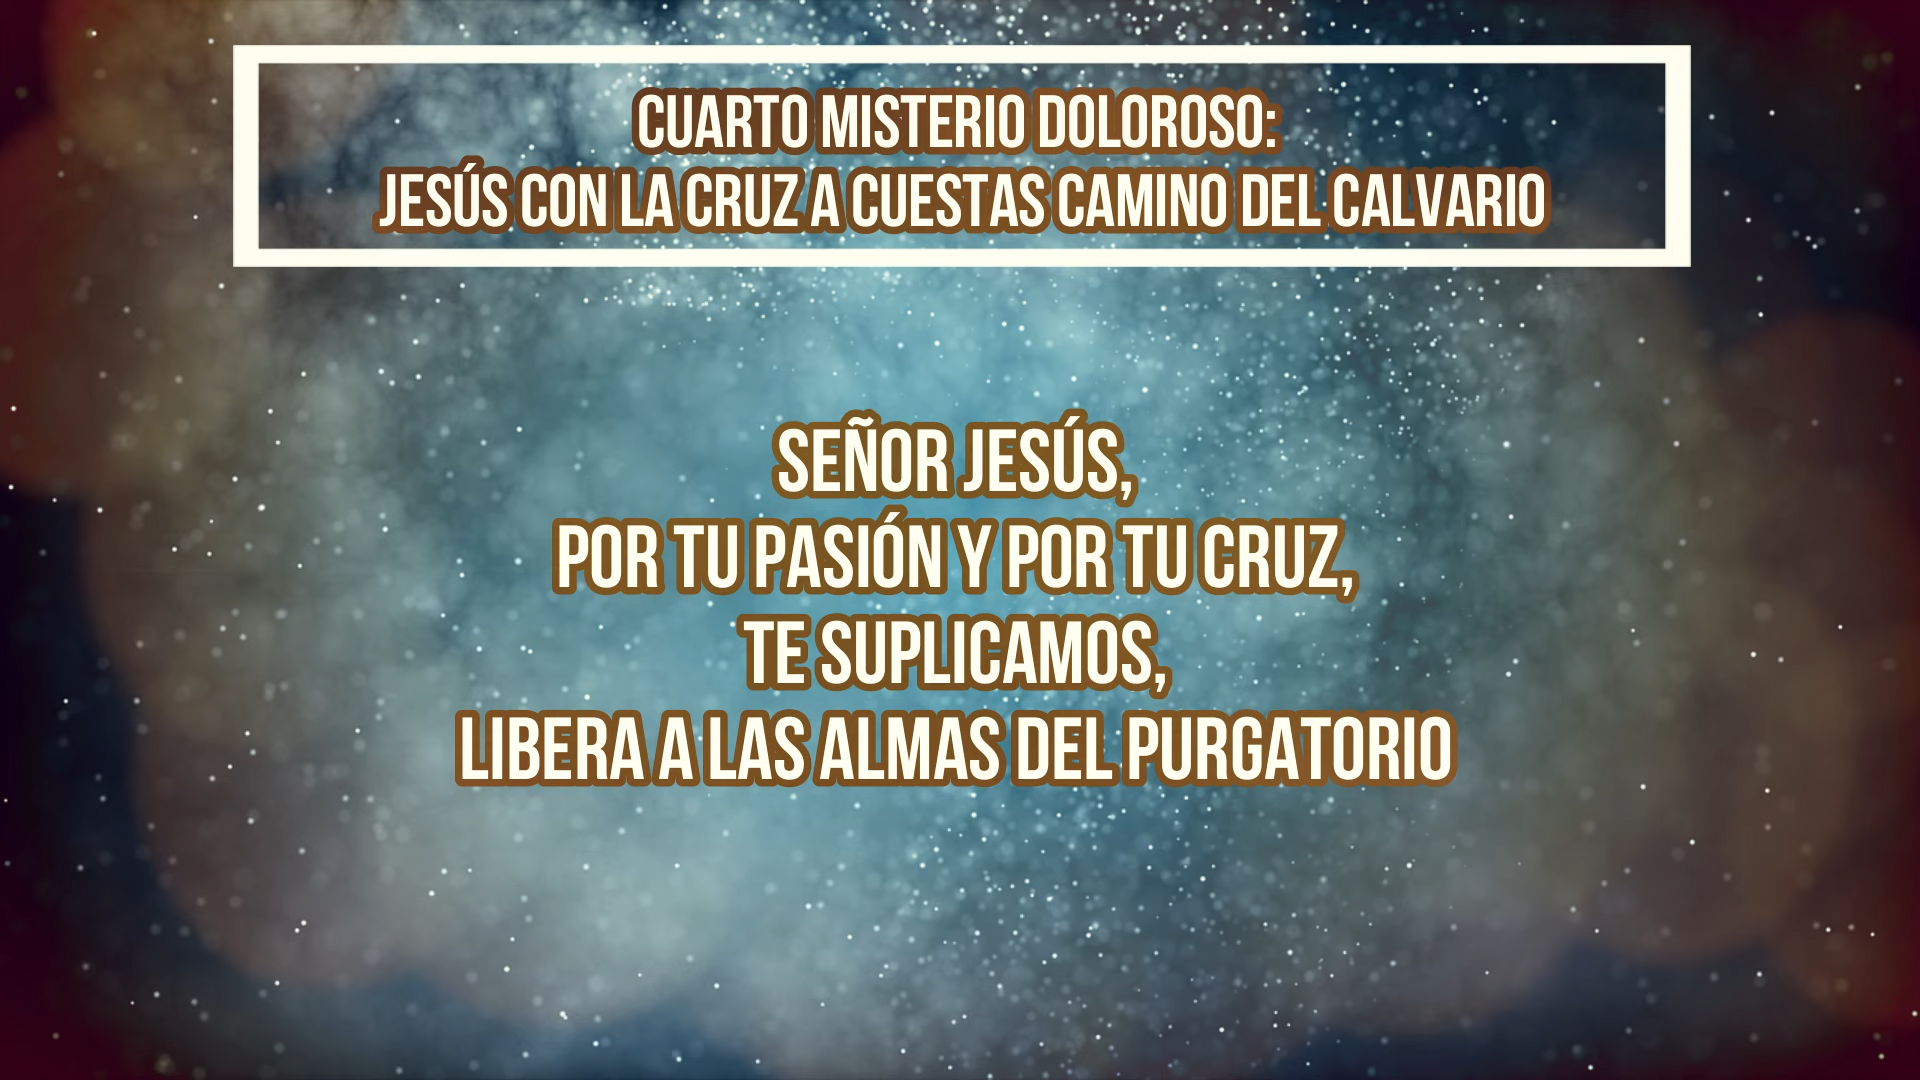 CUARTO MISTERIO DOLOROSO:
JESÚS CON LA CRUZ A CUESTAS CAMINO DEL CALVARIO
SEÑOR JESÚS,
POR TU PASIÓN Y POR TU CRUZ,
TE SUPLICAMOS,
LIBERA A LAS ALMAS DEL PURGATORIO